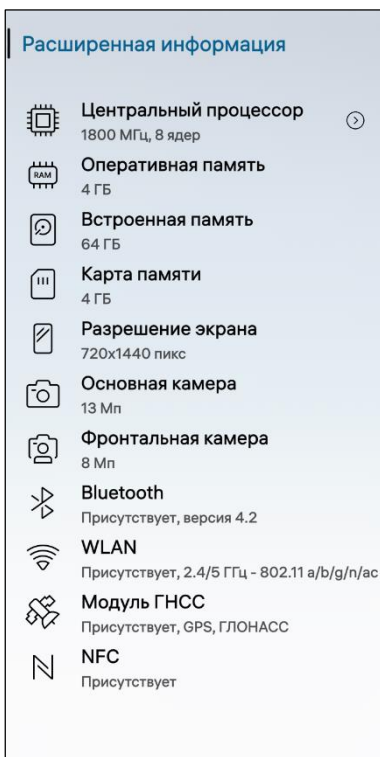 Расширенная информация
Центральный процессор
1800 МГц, 8 ядер
RAM
Оперативная память
4 ГБ
Встроенная память
64 ГБ
Карта памяти
4 ГБ
Разрешение экрана
720x1440 пикс
Основная камера
13 Мп
Фронтальная камера
8 Мп
Bluetooth
Присутствует, версия 4.2
WLAN
Присутствует, 2.4/5 ГГц - 802.11 a/b/g/n/ac
Модуль ГНСС
Присутствует, GPS, ГЛОНАСС
NFC
Присутствует